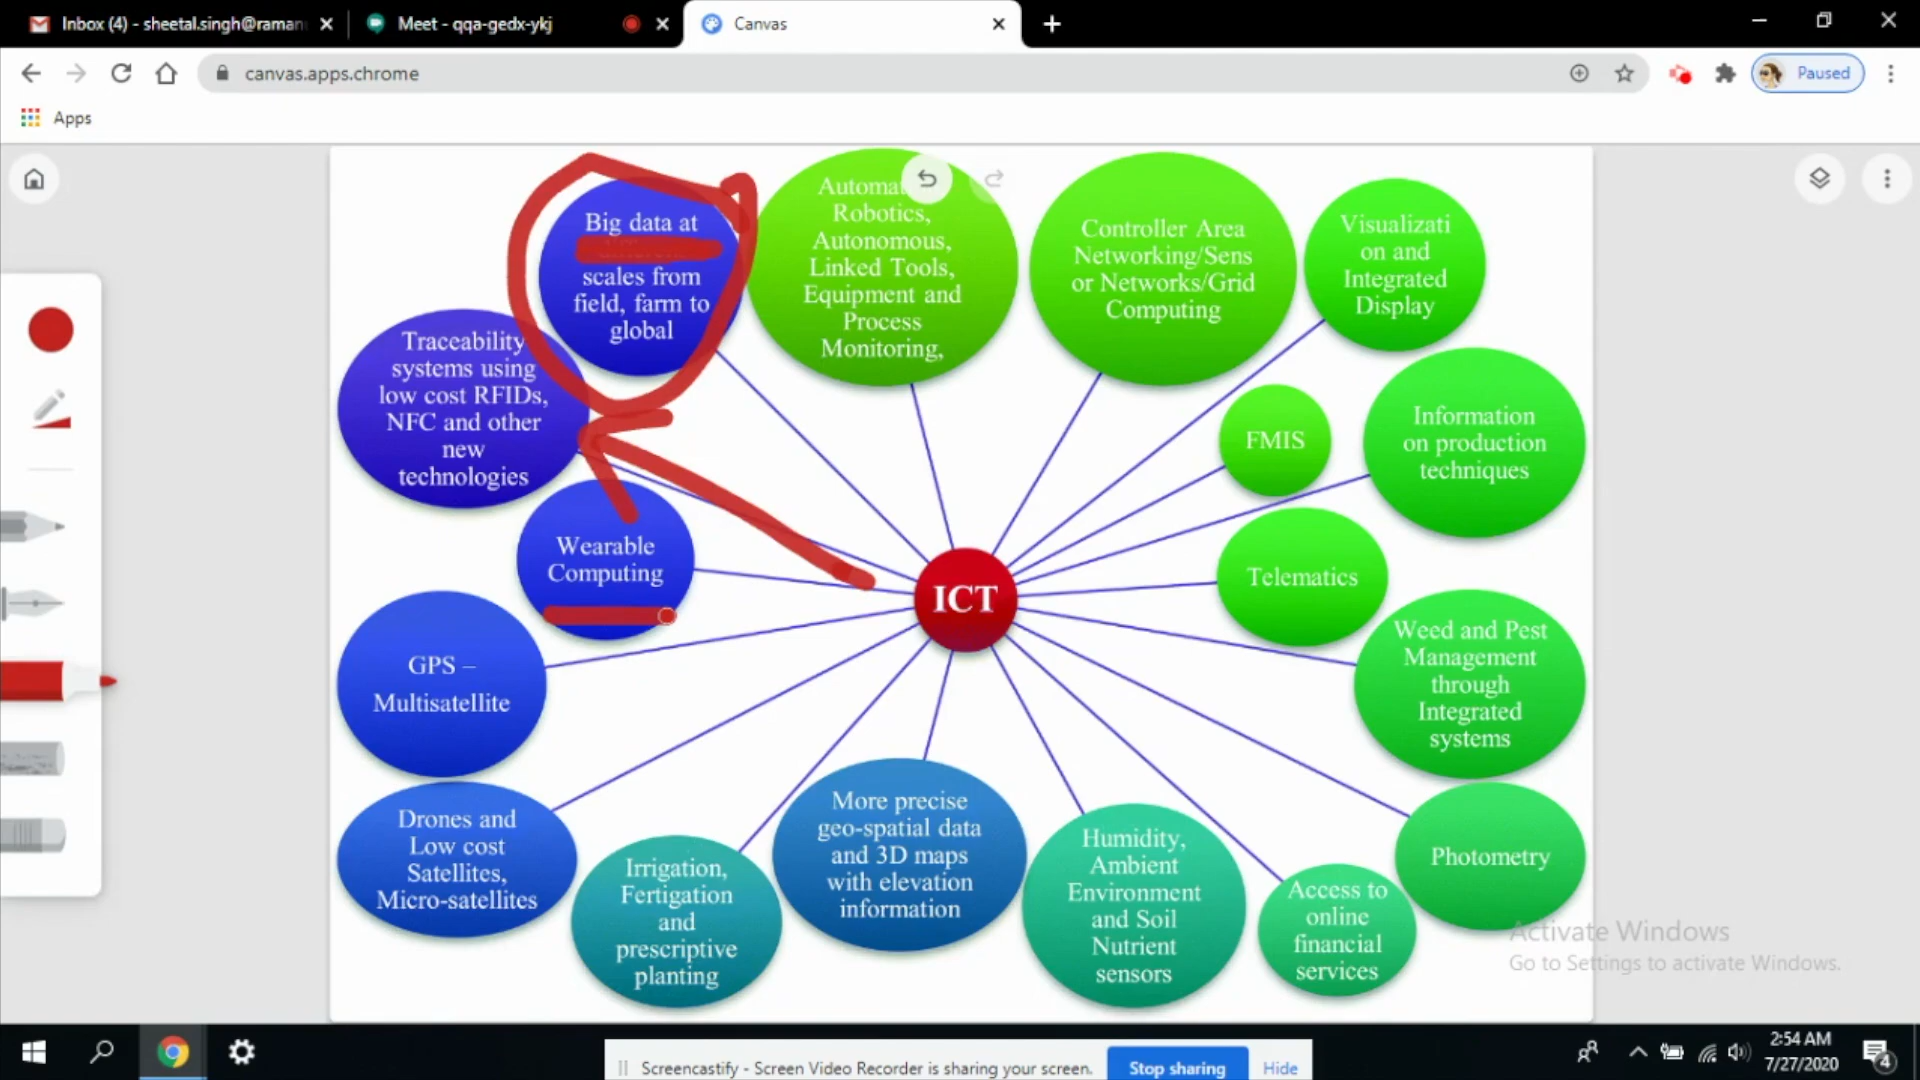 Inbox (4) - sheetal.singh@raman
Meet - qqa-gedx-ykj
Canvas
canvas.apps.chrome
Paused
Apps
Big data at
scales from
field, farm to
global
Robotics,
Autonomous,
Linked Tools,
Equipment and
Process
Monitoring,
Controller Area
Networking/Sens
or Networks/Grid
Computing
Visualizati
on and
Integrated
Display
Traceability
systems using
low cost RFIDs,
NFC and other
new
technologies
FMIS
Information
on production
techniques
Wearable
Computing
ICT
Telematics
GPS –
Multisatellite
Weed and Pest
Management
through
Integrated
systems
Drones and
Low cost
Satellites,
Micro-satellites
Irrigation,
Fertigation
and
prescriptive
planting
More precise
geo-spatial data
and 3D maps
with elevation
information
Humidity,
Ambient
Environment
and Soil
Nutrient
sensors
Access to
online
financial
services
Photometry
Activate Windows
Go to Settings to activate Windows.
Screencastify - Screen Video Recorder is sharing your screen.
Stop sharing
Hide
2:54 AM
7/27/2020
4